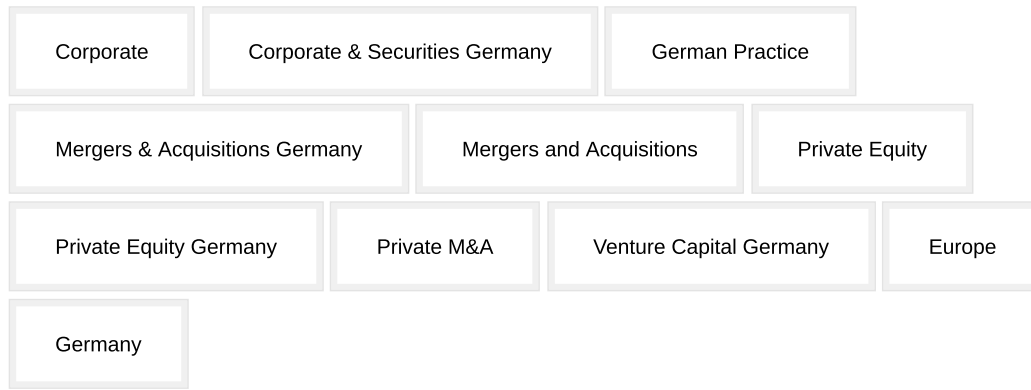 Corporate
Corporate & Securities Germany
German Practice
Mergers & Acquisitions Germany
Mergers and Acquisitions
Private Equity
Private Equity Germany
Private M&A
Venture Capital Germany
Europe
Germany